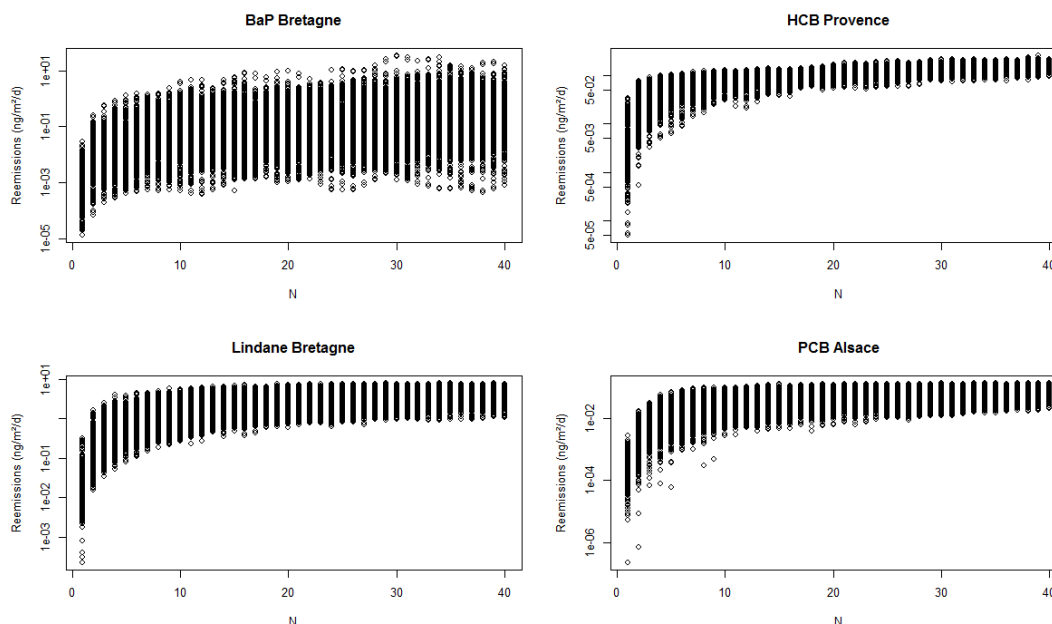 BaP Bretagne
Reemissions (ng/m²/d)
1e+01
1e-01
1e-03
1e-05
0 10 20 30 40
N
HCB Provence
Reemissions (ng/m²/d)
5e-02
5e-03
5e-04
5e-05
0 10 20 30 40
N
Lindane Bretagne
Reemissions (ng/m²/d)
1e+01
1e-01
1e-02
1e-03
0 10 20 30 40
N
PCB Alsace
Reemissions (ng/m²/d)
1e-02
1e-04
1e-06
0 10 20 30 40
N